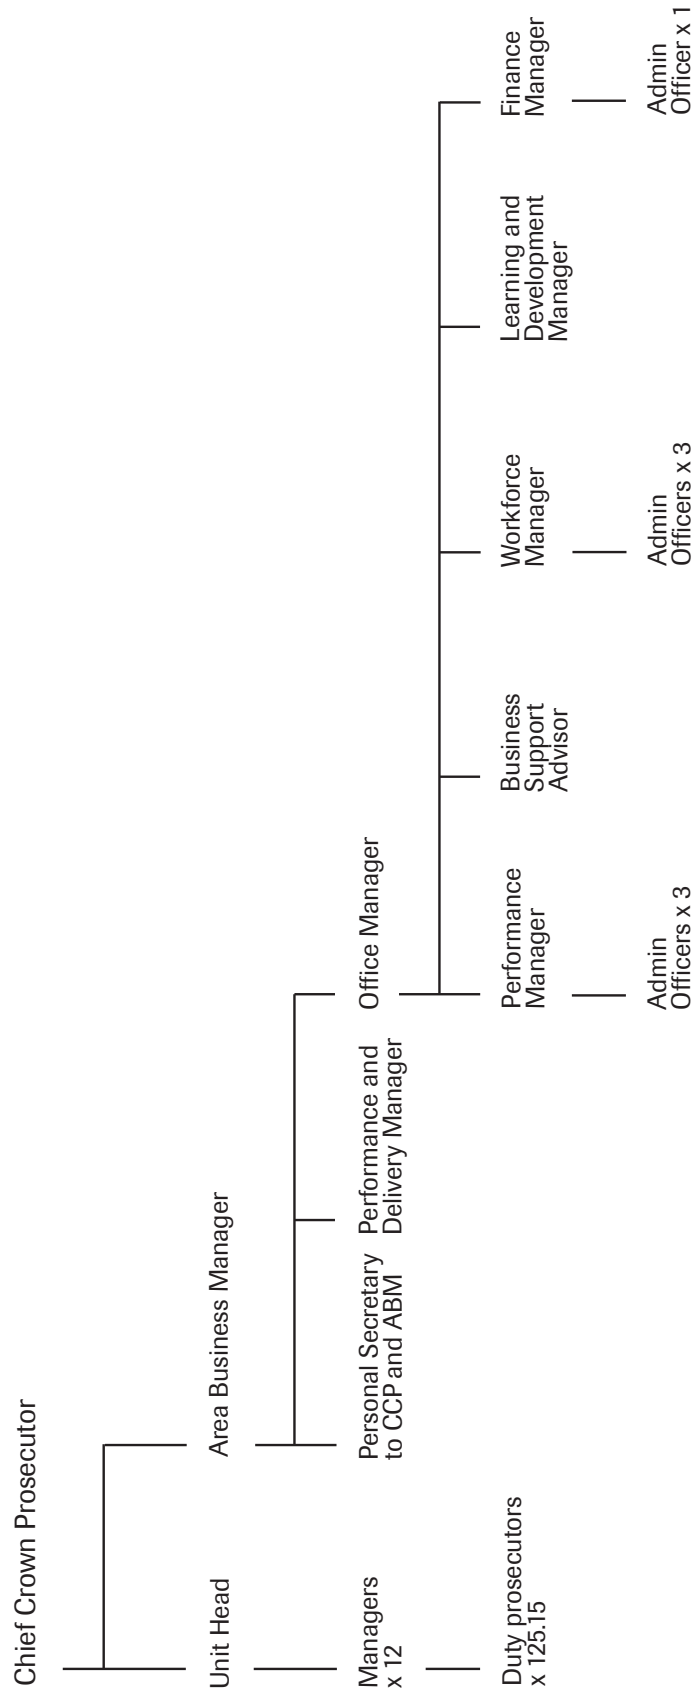 Chief Crown Prosecutor
Unit Head
Area Business Manager
Managers
x 12
Personal Secretary
to CCP and ABM
Performance and
Delivery Manager
Office Manager
Duty prosecutors
x 125.15
Performance
Manager
Business
Support
Advisor
Workforce
Manager
Learning and
Development
Manager
Finance
Manager
Admin
Officers x 3
Admin
Officers x 3
Admin
Officer x 1